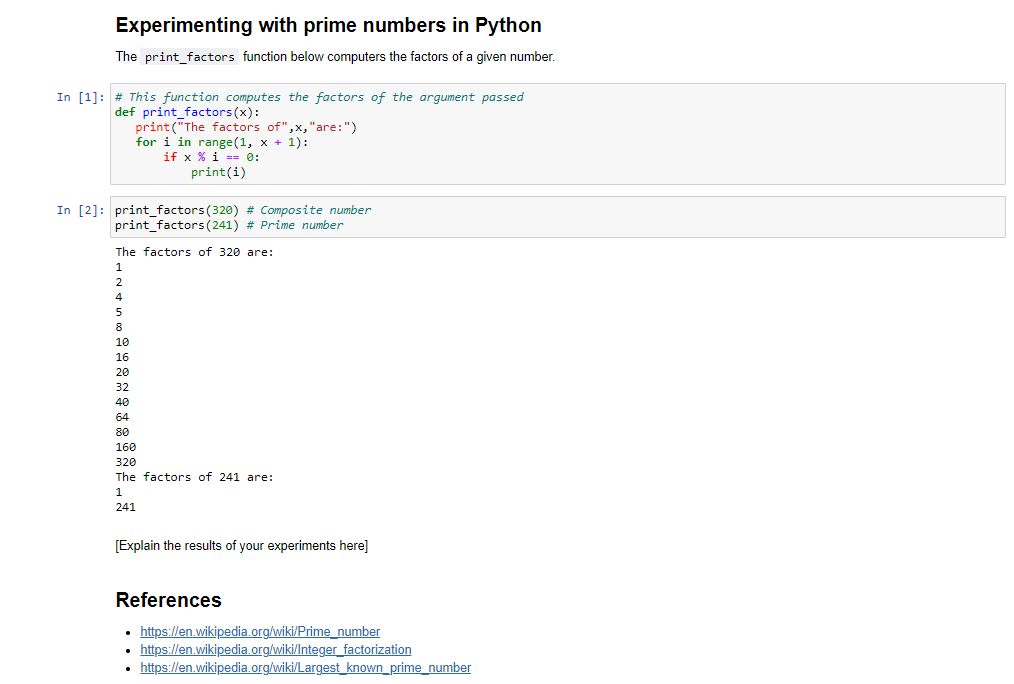 Experimenting with prime numbers in Python
The print_factors function below computers the factors of a given number.
In [1]: # This function computes the factors of the argument passed
def print_factors(x):
   print("The factors of",x,"are:")
   for i in range(1, x + 1):
       if x % i == 0:
           print(i)
In [2]: print_factors(320) # Composite number
print_factors(241) # Prime number
The factors of 320 are:
1
2
4
5
8
10
16
20
32
40
64
80
160
320
The factors of 241 are:
1
241
[Explain the results of your experiments here]
References
https://en.wikipedia.org/wiki/Prime_number
https://en.wikipedia.org/wiki/Integer_factorization
https://en.wikipedia.org/wiki/Largest_known_prime_number